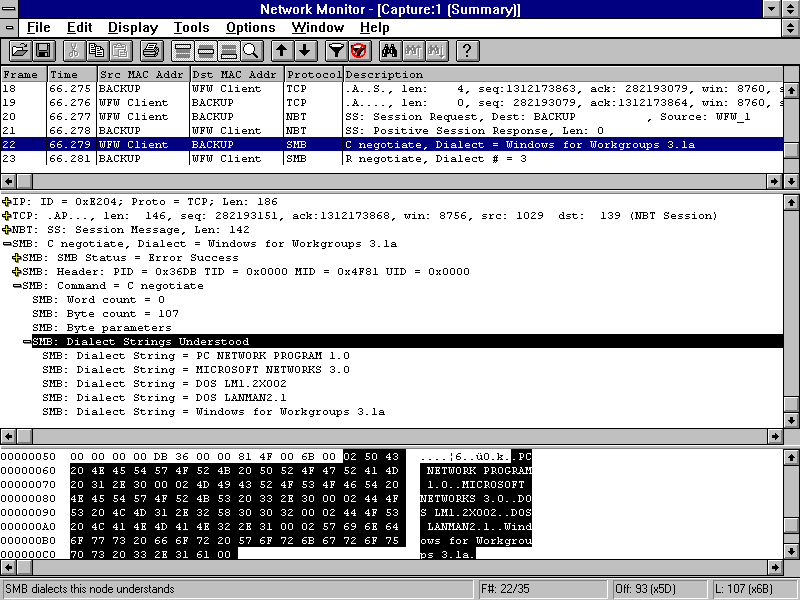 Network Monitor - [Capture:1 (Summary)]
File Edit Display Tools Options Window Help
Frame Time Src MAC Addr Dst MAC Addr Protocol Description
18 66.275 BACKUP WFW Client TCP .A..S., len: 4, seq:1312173863, ack: 282193079, win: 8760, s
19 66.276 WFW Client BACKUP TCP .A...., len: 0, seq: 282193079, ack:1312173864, win: 8760, s
20 66.277 WFW Client BACKUP NBT SS: Session Request, Dest: BACKUP , Source: WFW_1
21 66.278 BACKUP WFW Client NBT SS: Positive Session Response, Len: 0
22 66.279 WFW Client BACKUP SMB C negotiate, Dialect = Windows for Workgroups 3.1a
23 66.281 BACKUP WFW Client SMB R negotiate, Dialect # = 3
IP: ID = 0xE204; Proto = TCP; Len: 186
TCP: .AP..., len: 146, seq: 282193151, ack:1312173868, win: 8756, src: 1029 dst: 139 (NBT Session)
NBT: SS: Session Message, Len: 142
SMB: C negotiate, Dialect = Windows for Workgroups 3.1a
SMB: SMB Status = Error Success
SMB: Header: PID = 0x36DB TID = 0x0000 MID = 0x4F81 UID = 0x0000
SMB: Command = C negotiate
SMB: Word count = 0
SMB: Byte count = 107
SMB: Byte parameters
SMB: Dialect Strings Understood
SMB: Dialect String = PC NETWORK PROGRAM 1.0
SMB: Dialect String = MICROSOFT NETWORKS 3.0
SMB: Dialect String = DOS LM1.2X002
SMB: Dialect String = DOS LANMAN2.1
SMB: Dialect String = Windows for Workgroups 3.1a
00000050 00 00 00 00 DB 36 00 00 81 4F 00 6B 00 02 50 43 ....¦6..ü0.k..PC
00000060 20 4E 45 54 57 4F 52 4B 20 50 52 4F 47 52 41 4D NETWORK PROGRAM
00000070 20 31 2E 30 00 02 4D 49 43 52 4F 53 4F 46 54 20 1.0..MICROSOFT
00000080 4E 45 54 57 4F 52 4B 53 20 33 2E 30 00 02 44 4F NETWORKS 3.0..DO
00000090 53 20 4C 4D 31 2E 32 58 30 30 32 00 02 44 4F 53 S LM1.2X002..DOS
000000A0 20 4C 41 4E 4D 41 4E 32 2E 31 00 02 57 69 6E 64 LANMAN2.1..Wind
000000B0 6F 77 73 20 66 6F 72 20 57 6F 72 6B 67 72 6F 75 ows for Workgrou
000000C0 70 73 20 33 2E 31 61 00 ps 3.1a.
SMB dialects this node understands F#: 22/35 Off: 93 (x5D) L: 107 (x6B)